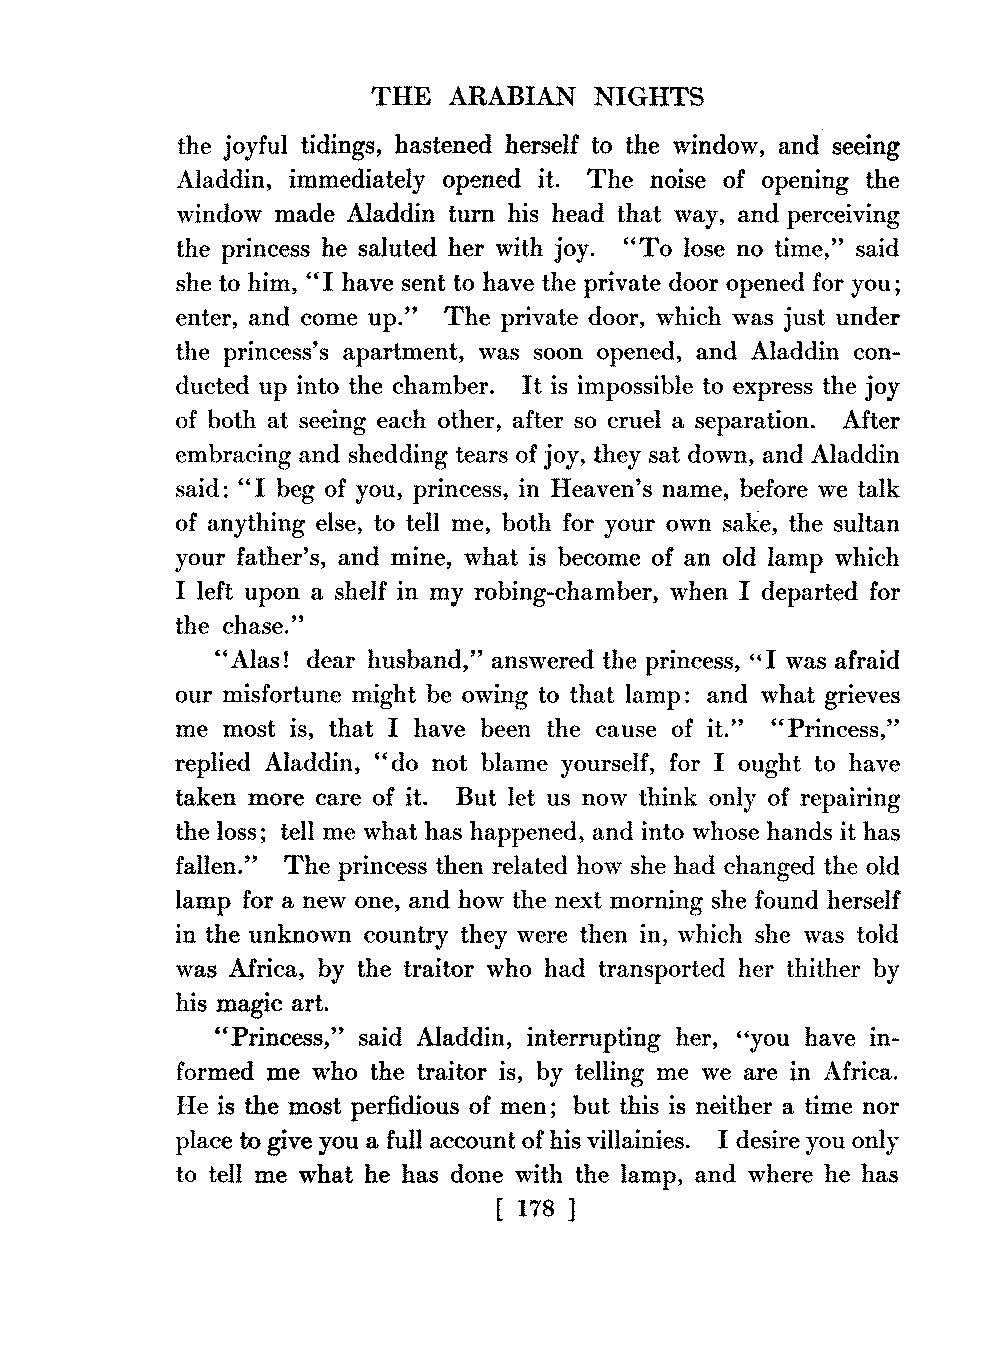 THE ARABIAN NIGHTS
the joyful tidings, hastened herself to the window, and seeing
Aladdin, immediately opened it. The noise of opening the
window made Aladdin turn his head that way, and perceiving
the princess he saluted her with joy. “To lose no time,” said
she to him, “I have sent to have the private door opened for you;
enter, and come up.” The private door, which was just under
the princess’s apartment, was soon opened, and Aladdin con-
ducted up into the chamber. It is impossible to express the joy
of both at seeing each other, after so cruel a separation. After
embracing and shedding tears of joy, they sat down, and Aladdin
said: “I beg of you, princess, in Heaven’s name, before we talk
of anything else, to tell me, both for your own sake, the sultan
your father’s, and mine, what is become of an old lamp which
I left upon a shelf in my robing-chamber, when I departed for
the chase.”
“Alas! dear husband,” answered the princess, “I was afraid
our misfortune might be owing to that lamp: and what grieves
me most is, that I have been the cause of it.” “Princess,”
replied Aladdin, “do not blame yourself, for I ought to have
taken more care of it. But let us now think only of repairing
the loss; tell me what has happened, and into whose hands it has
fallen.” The princess then related how she had changed the old
lamp for a new one, and how the next morning she found herself
in the unknown country they were then in, which she was told
was Africa, by the traitor who had transported her thither by
his magic art.
“Princess,” said Aladdin, interrupting her, “you have in-
formed me who the traitor is, by telling me we are in Africa.
He is the most perfidious of men; but this is neither a time nor
place to give you a full account of his villainies. I desire you only
to tell me what he has done with the lamp, and where he has
[ 178 ]